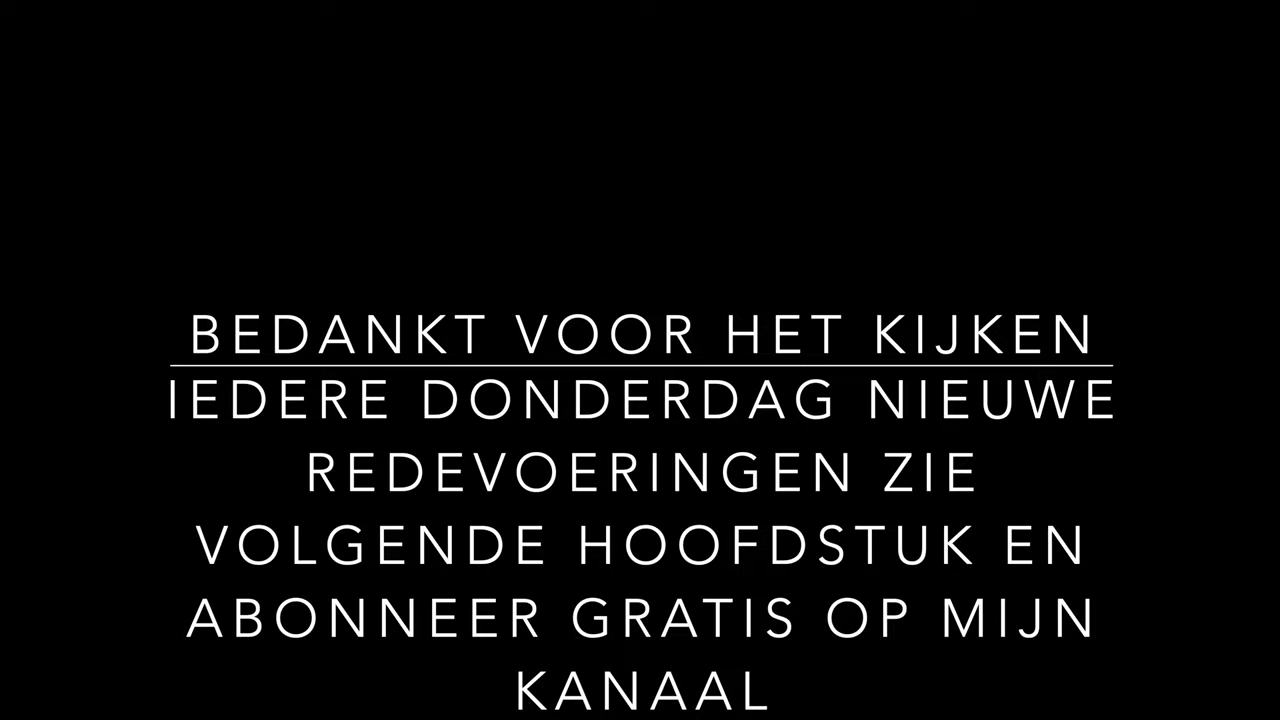 BEDANKT VOOR HET KIJKEN
IEDERE DONDERDAG NIEUWE
REDEVOERINGEN ZIE
VOLGENDE HOOFDSTUK EN
ABONNEER GRATIS OP MIJN
KANAAL